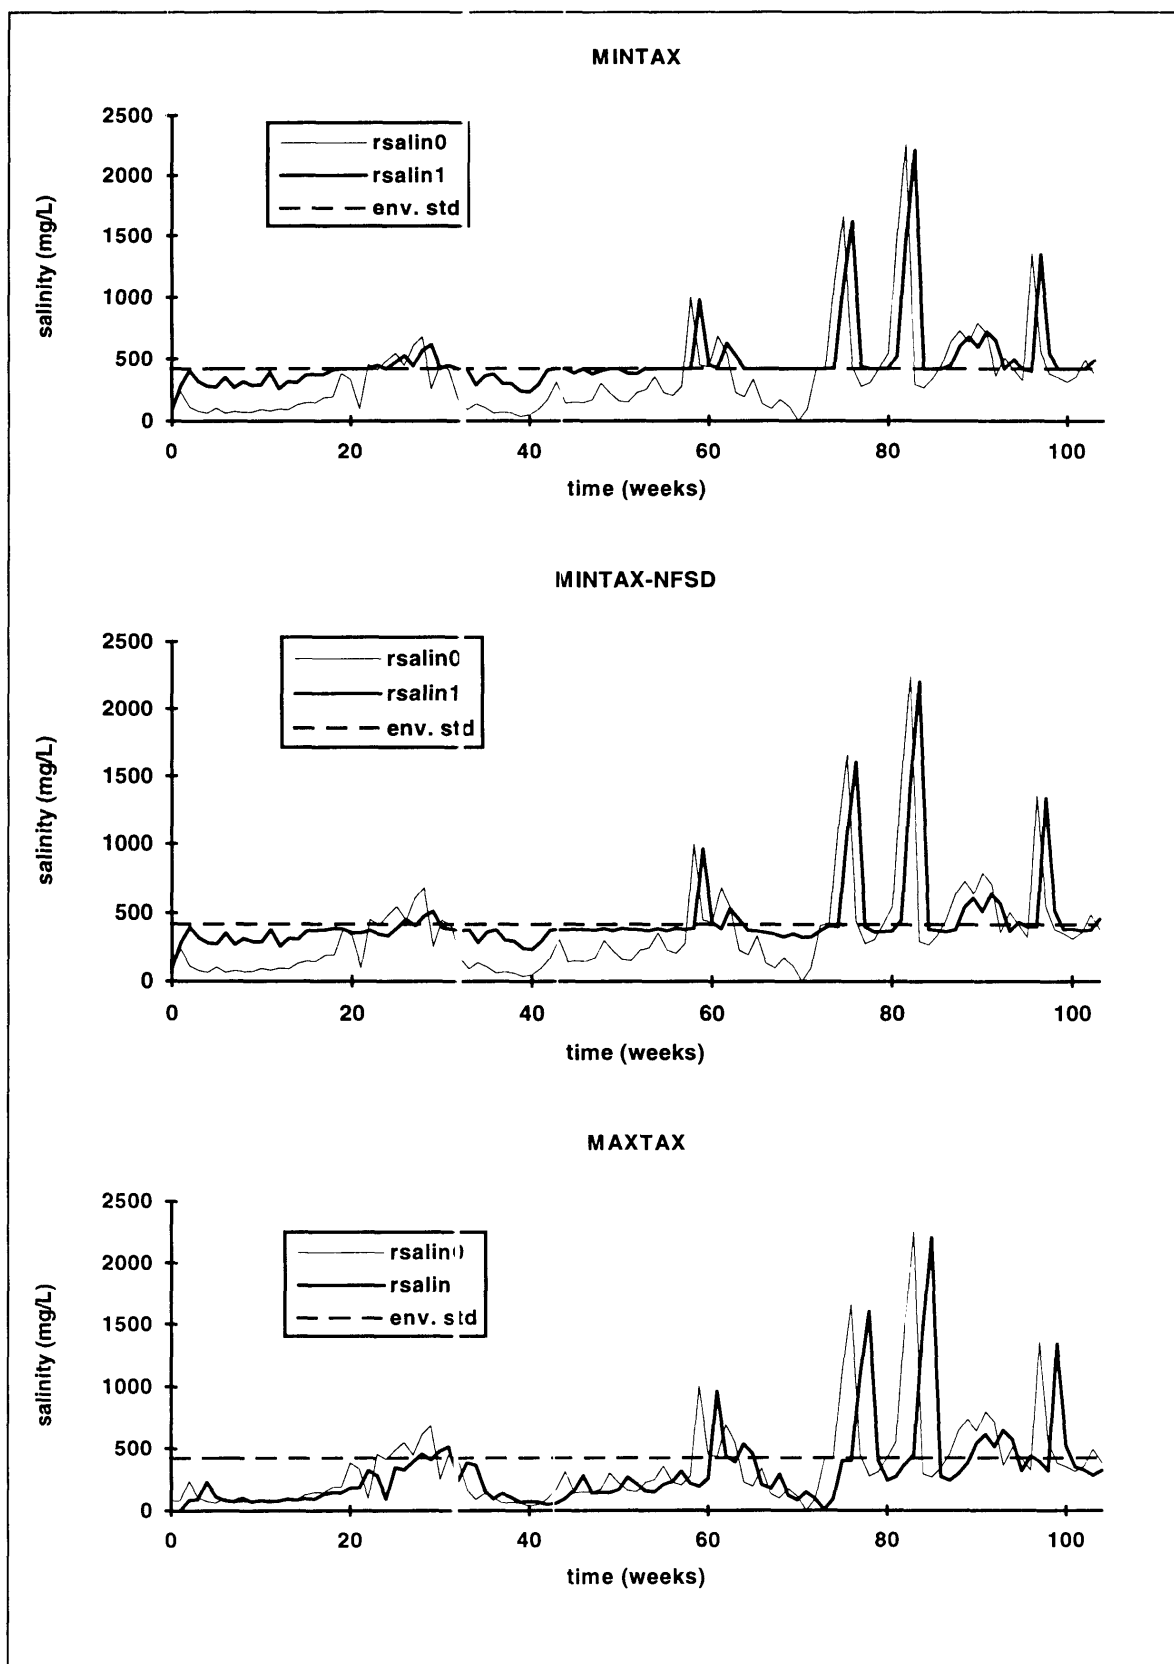 MINTAX
2500
2000
1500
1000
500
0
salinity (mg/L)
rsalin0
rsalin1
env. std
0 20 40 60 80 100
time (weeks)
MINTAX-NFSD
2500
2000
1500
1000
500
0
salinity (mg/L)
rsalin0
rsalin1
env. std
0 20 40 60 80 100
time (weeks)
MAXTAX
2500
2000
1500
1000
500
0
salinity (mg/L)
rsalin0
rsalin
env. std
0 20 40 60 80 100
time (weeks)